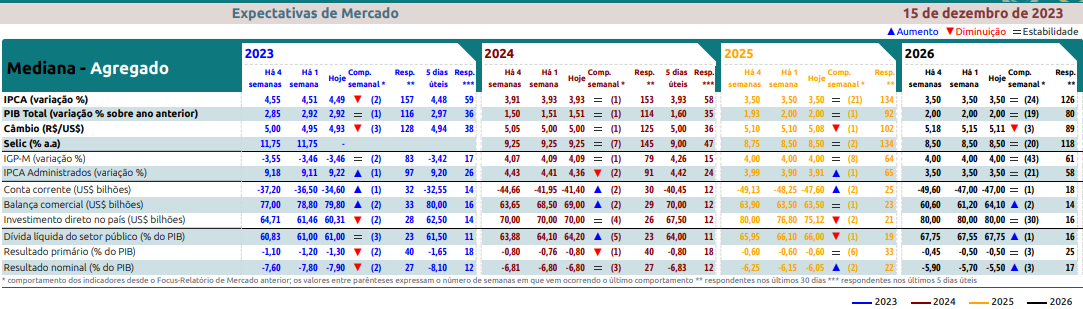 Expectativas de Mercado 15 de dezembro de 2023
▲ Aumento ▼ Diminuição = Estabilidade
Mediana - Agregado
2023 2024 2025 2026
Há 4 semanas Há 1 semana Hoje Comp. semanal * Resp. ** 5 dias úteis Resp. *** Há 4 semanas Há 1 semana Hoje Comp. semanal * Resp. ** 5 dias úteis Resp. *** Há 4 semanas Há 1 semana Hoje Comp. semanal * Resp. ** Há 4 semanas Há 1 semana Hoje Comp. semanal * Resp. **
IPCA (variação %) 4,55 4,51 4,49 ▼ (2) 157 4,48 59 3,91 3,93 3,93 = (1) 153 3,93 58 3,50 3,50 3,50 = (21) 134 3,50 3,50 3,50 = (24) 126
PIB Total (variação % sobre ano anterior) 2,85 2,92 2,92 = (1) 116 2,97 36 1,50 1,51 1,51 = (1) 114 1,60 35 1,93 2,00 2,00 = (1) 92 2,00 2,00 2,00 = (19) 80
Câmbio (R$/US$) 5,00 4,95 4,93 ▼ (3) 128 4,94 38 5,05 5,00 5,00 = (1) 125 5,00 36 5,10 5,10 5,08 ▼ (1) 102 5,18 5,15 5,11 ▼ (3) 89
Selic (% a.a) 11,75 11,75 - 9,25 9,25 9,25 = (7) 145 9,00 47 8,75 8,50 8,50 = (2) 134 8,50 8,50 8,50 = (20) 118
IGP-M (variação %) -3,55 -3,46 -3,46 = (2) 83 -3,42 17 4,07 4,09 4,09 = (1) 79 4,26 15 4,00 4,00 4,00 = (8) 64 4,00 4,00 4,00 = (43) 61
IPCA Administrados (variação %) 9,18 9,11 9,22 ▲ (1) 97 9,20 26 4,43 4,41 4,36 ▼ (2) 91 4,42 24 3,99 3,90 3,91 ▲ (1) 65 3,50 3,50 3,50 = (21) 58
Conta corrente (US$ bilhões) -37,20 -36,50 -34,60 ▲ (1) 32 -32,55 14 -44,66 -41,95 -41,40 ▲ (2) 30 -40,45 12 -49,13 -48,25 -47,60 ▲ (2) 25 -49,60 -47,00 -47,00 = (1) 18
Balança comercial (US$ bilhões) 77,00 78,80 79,80 ▲ (2) 33 80,00 16 63,65 68,50 69,00 ▲ (2) 29 70,00 12 63,90 63,50 63,50 = (1) 23 60,60 61,20 64,10 ▲ (2) 14
Investimento direto no país (US$ bilhões) 64,71 61,46 60,31 ▼ (2) 28 62,50 14 70,00 70,00 70,00 = (4) 26 67,50 12 80,00 76,80 75,12 ▼ (2) 21 80,00 80,00 80,00 = (30) 16
Dívida líquida do setor público (% do PIB) 60,83 61,00 61,00 = (3) 23 61,50 11 63,88 64,10 64,20 ▲ (5) 23 64,00 11 65,95 66,10 66,00 ▼ (1) 19 67,75 67,55 67,75 ▲ (1) 16
Resultado primário (% do PIB) -1,10 -1,20 -1,30 ▼ (2) 40 -1,65 18 -0,80 -0,76 -0,80 ▼ (1) 40 -0,80 18 -0,60 -0,60 -0,60 = (6) 33 -0,45 -0,50 -0,50 = (3) 25
Resultado nominal (% do PIB) -7,60 -7,80 -7,90 ▼ (2) 27 -8,10 12 -6,81 -6,80 -6,80 = (3) 27 -6,83 12 -6,25 -6,15 -6,05 ▲ (2) 22 -5,90 -5,70 -5,50 ▲ (3) 17
* comportamento dos indicadores desde o Focus-Relatório de Mercado anterior; os valores entre parênteses expressam o número de semanas em que vem ocorrendo o último comportamento ** respondentes nos últimos 30 dias *** respondentes nos últimos 5 dias úteis
2023 2024 2025 2026